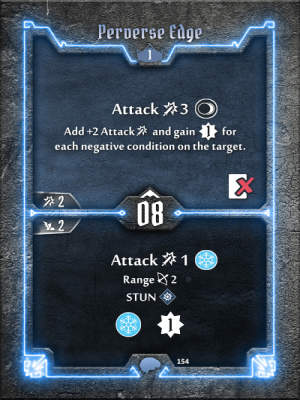 Perverse Edge
1
Attack 3
Add +2 Attack and gain 1 for
each negative condition on the target.
2
08
2
Attack 1
Range 2
STUN
1
154